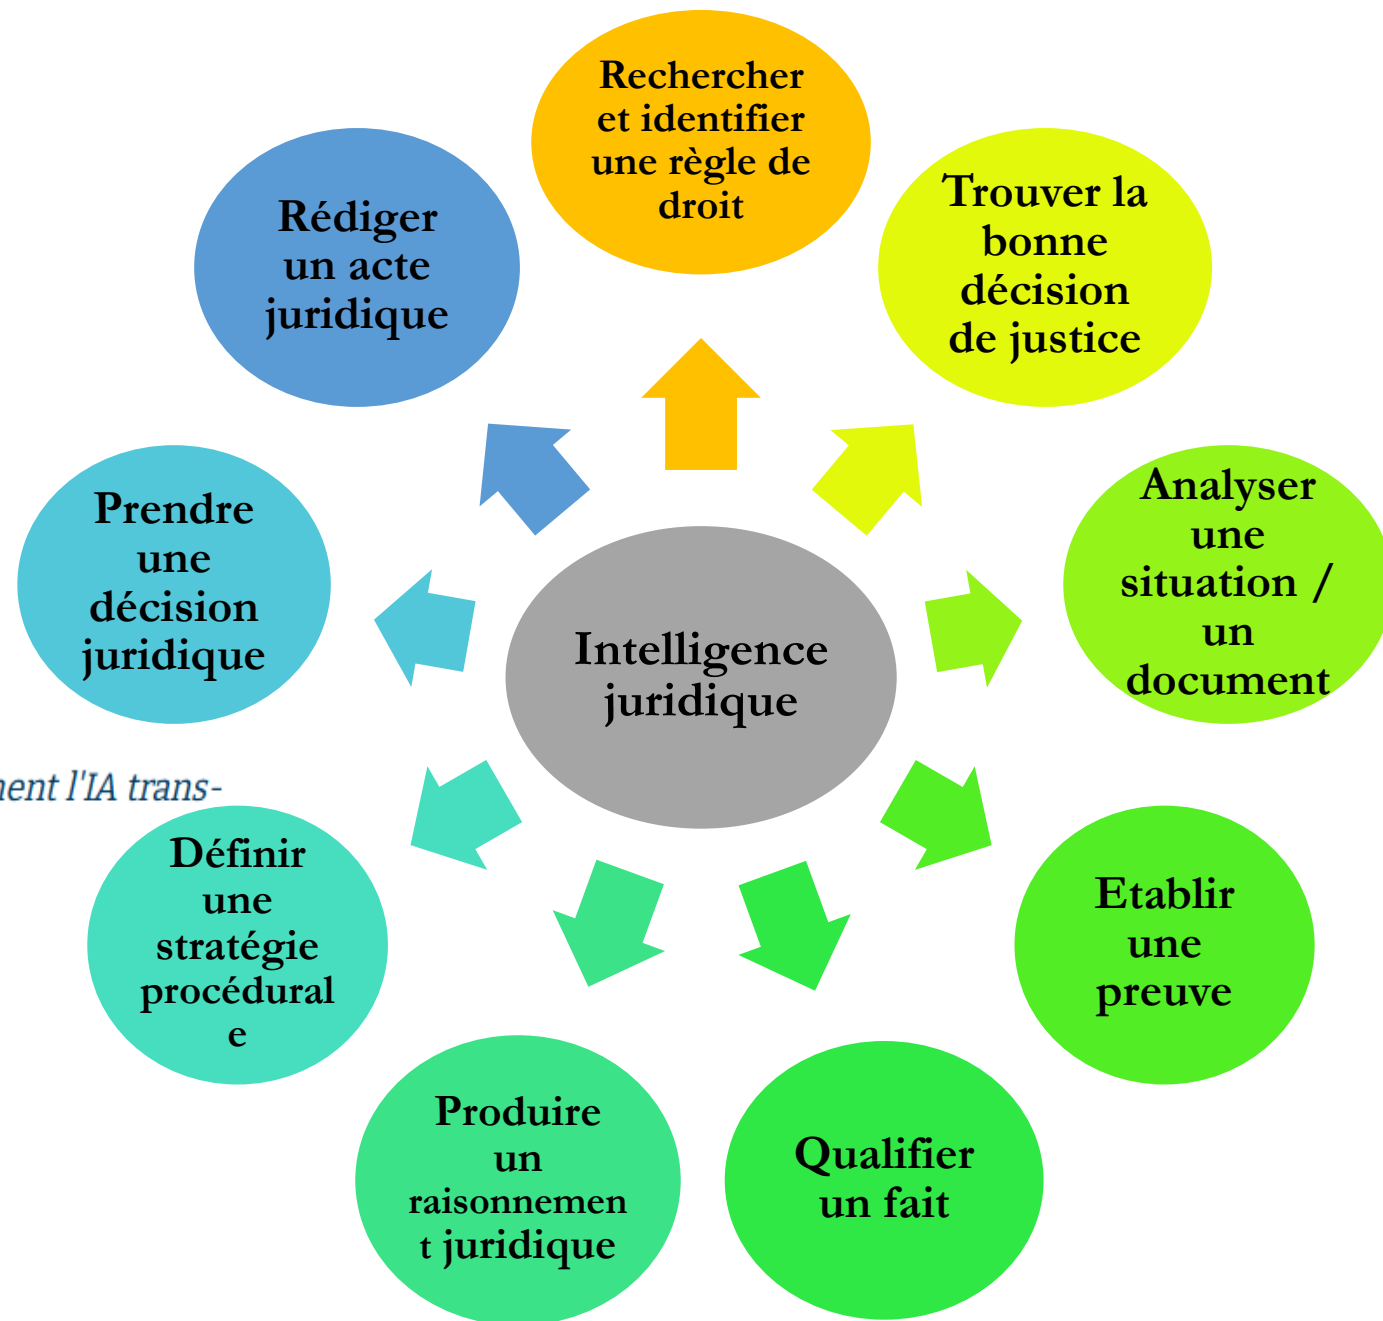 Rechercher
et identifier
une règle de
droit
Trouver la
bonne
décision
de justice
Analyser
une
situation /
un
document
Etablir
une
preuve
Qualifier
un fait
Produire
un
raisonnemen
t juridique
Définir
une
stratégie
procédural
e
Prendre
une
décision
juridique
Rédiger
un acte
juridique
Intelligence
juridique
ent l'IA trans-